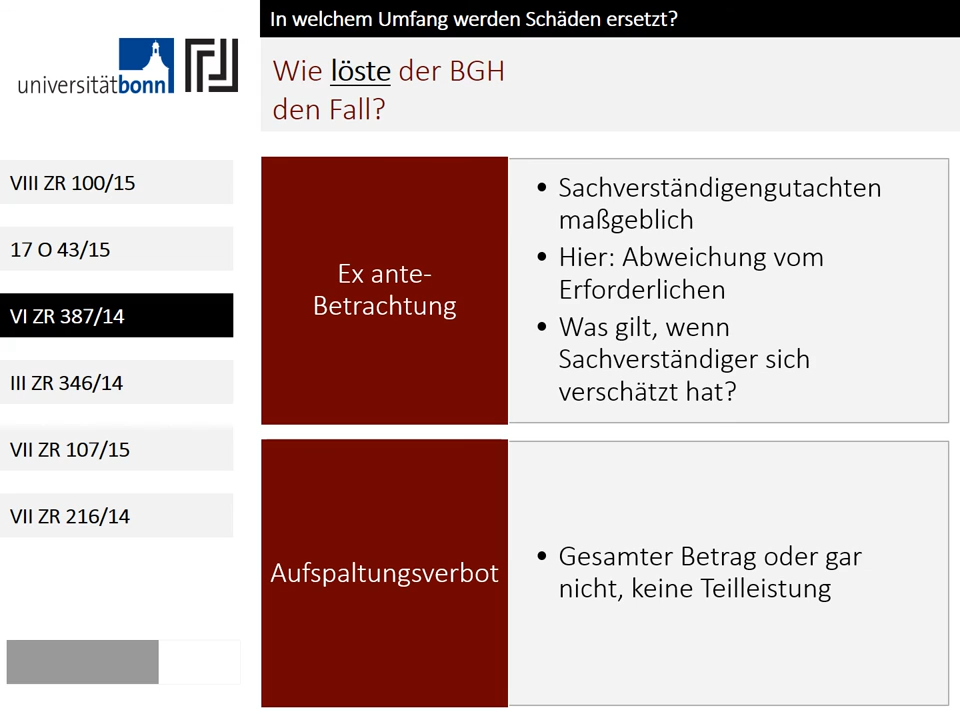 In welchem Umfang werden Schäden ersetzt?
universitätbonn
Wie löste der BGH
den Fall?
VIII ZR 100/15
17 O 43/15
VI ZR 387/14
III ZR 346/14
VII ZR 107/15
VII ZR 216/14
Ex ante-
Betrachtung
• Sachverständigengutachten
maßgeblich
• Hier: Abweichung vom
Erforderlichen
• Was gilt, wenn
Sachverständiger sich
verschätzt hat?
Aufspaltungsverbot
• Gesamter Betrag oder gar
nicht, keine Teilleistung